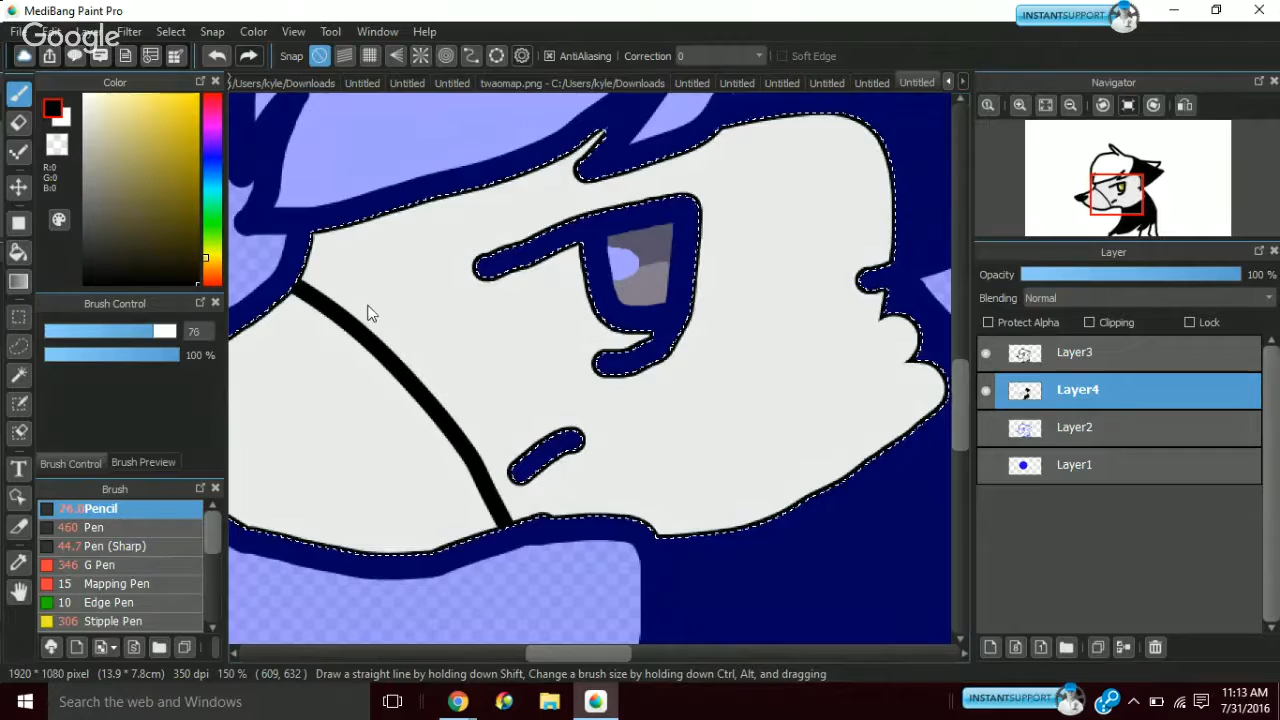 MediBang Paint Pro
INSTANTSUPPORT
File Edit Layer Filter Select Snap Color View Tool Window Help
Google
Snap AntiAliasing Correction 0 Soft Edge
/Users/kyle/Downloads Untitled Untitled Untitled twaomap.png - C:/Users/kyle/Downloads Untitled Untitled Untitled Untitled Untitled Untitled
Color
R:0
G:0
B:0
Brush Control
76
100 %
Brush Control Brush Preview
Brush
26.0 Pencil
460 Pen
44.7 Pen (Sharp)
346 G Pen
15 Mapping Pen
10 Edge Pen
306 Stipple Pen
Navigator
Layer
Opacity 100 %
Blending Normal
Protect Alpha Clipping Lock
Layer3
Layer4
Layer2
Layer1
1920 * 1080 pixel (13.9 * 7.8cm) 350 dpi 150 % (609, 632) Draw a straight line by holding down Shift, Change a brush size by holding down Ctrl, Alt, and dragging
Search the web and Windows
INSTANTSUPPORT
11:13 AM
7/31/2016